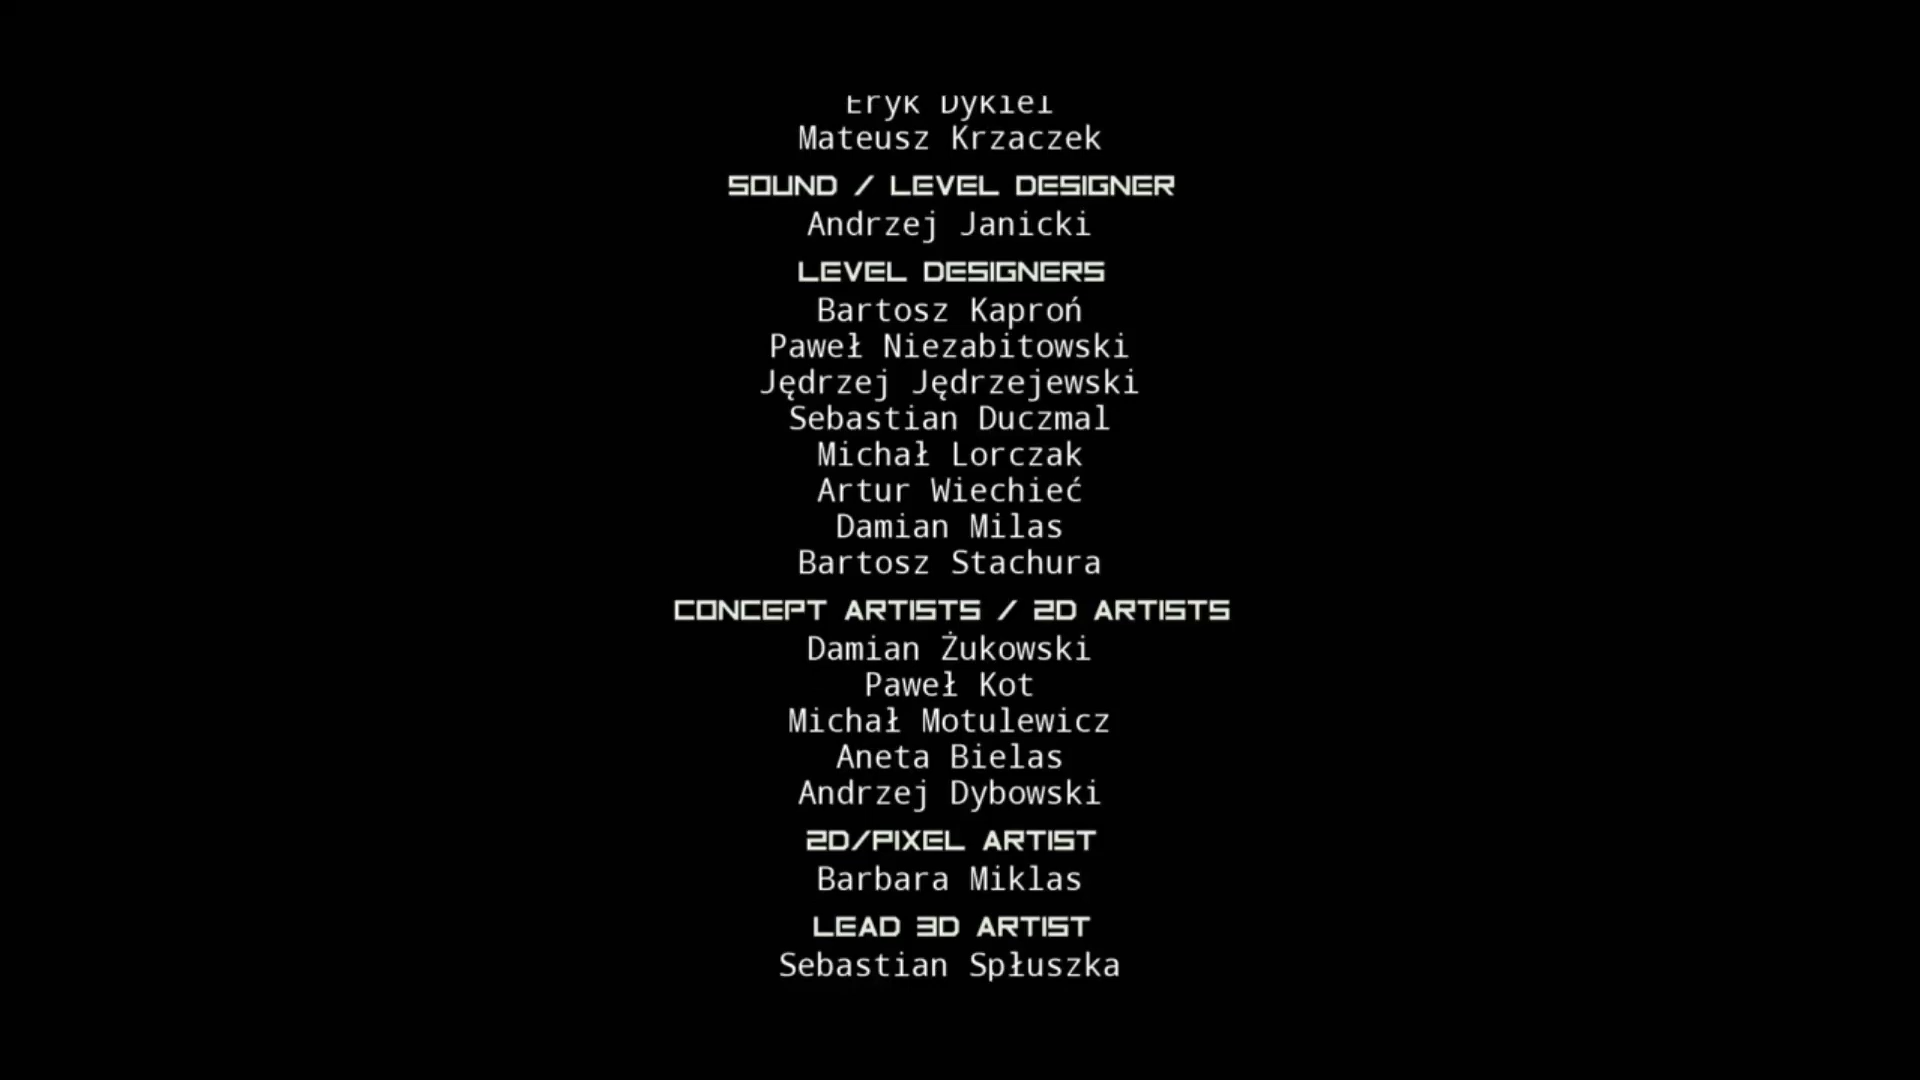 Eryk Dykiel
Mateusz Krzaczek
SOUND / LEVEL DESIGNER
Andrzej Janicki
LEVEL DESIGNERS
Bartosz Kaproń
Paweł Niezabitowski
Jędrzej Jędrzejewski
Sebastian Duczmal
Michał Lorczak
Artur Wiechieć
Damian Milas
Bartosz Stachura
CONCEPT ARTISTS / 2D ARTISTS
Damian Żukowski
Paweł Kot
Michał Motulewicz
Aneta Bielas
Andrzej Dybowski
2D/PIXEL ARTIST
Barbara Miklas
LEAD 3D ARTIST
Sebastian Spłuszka